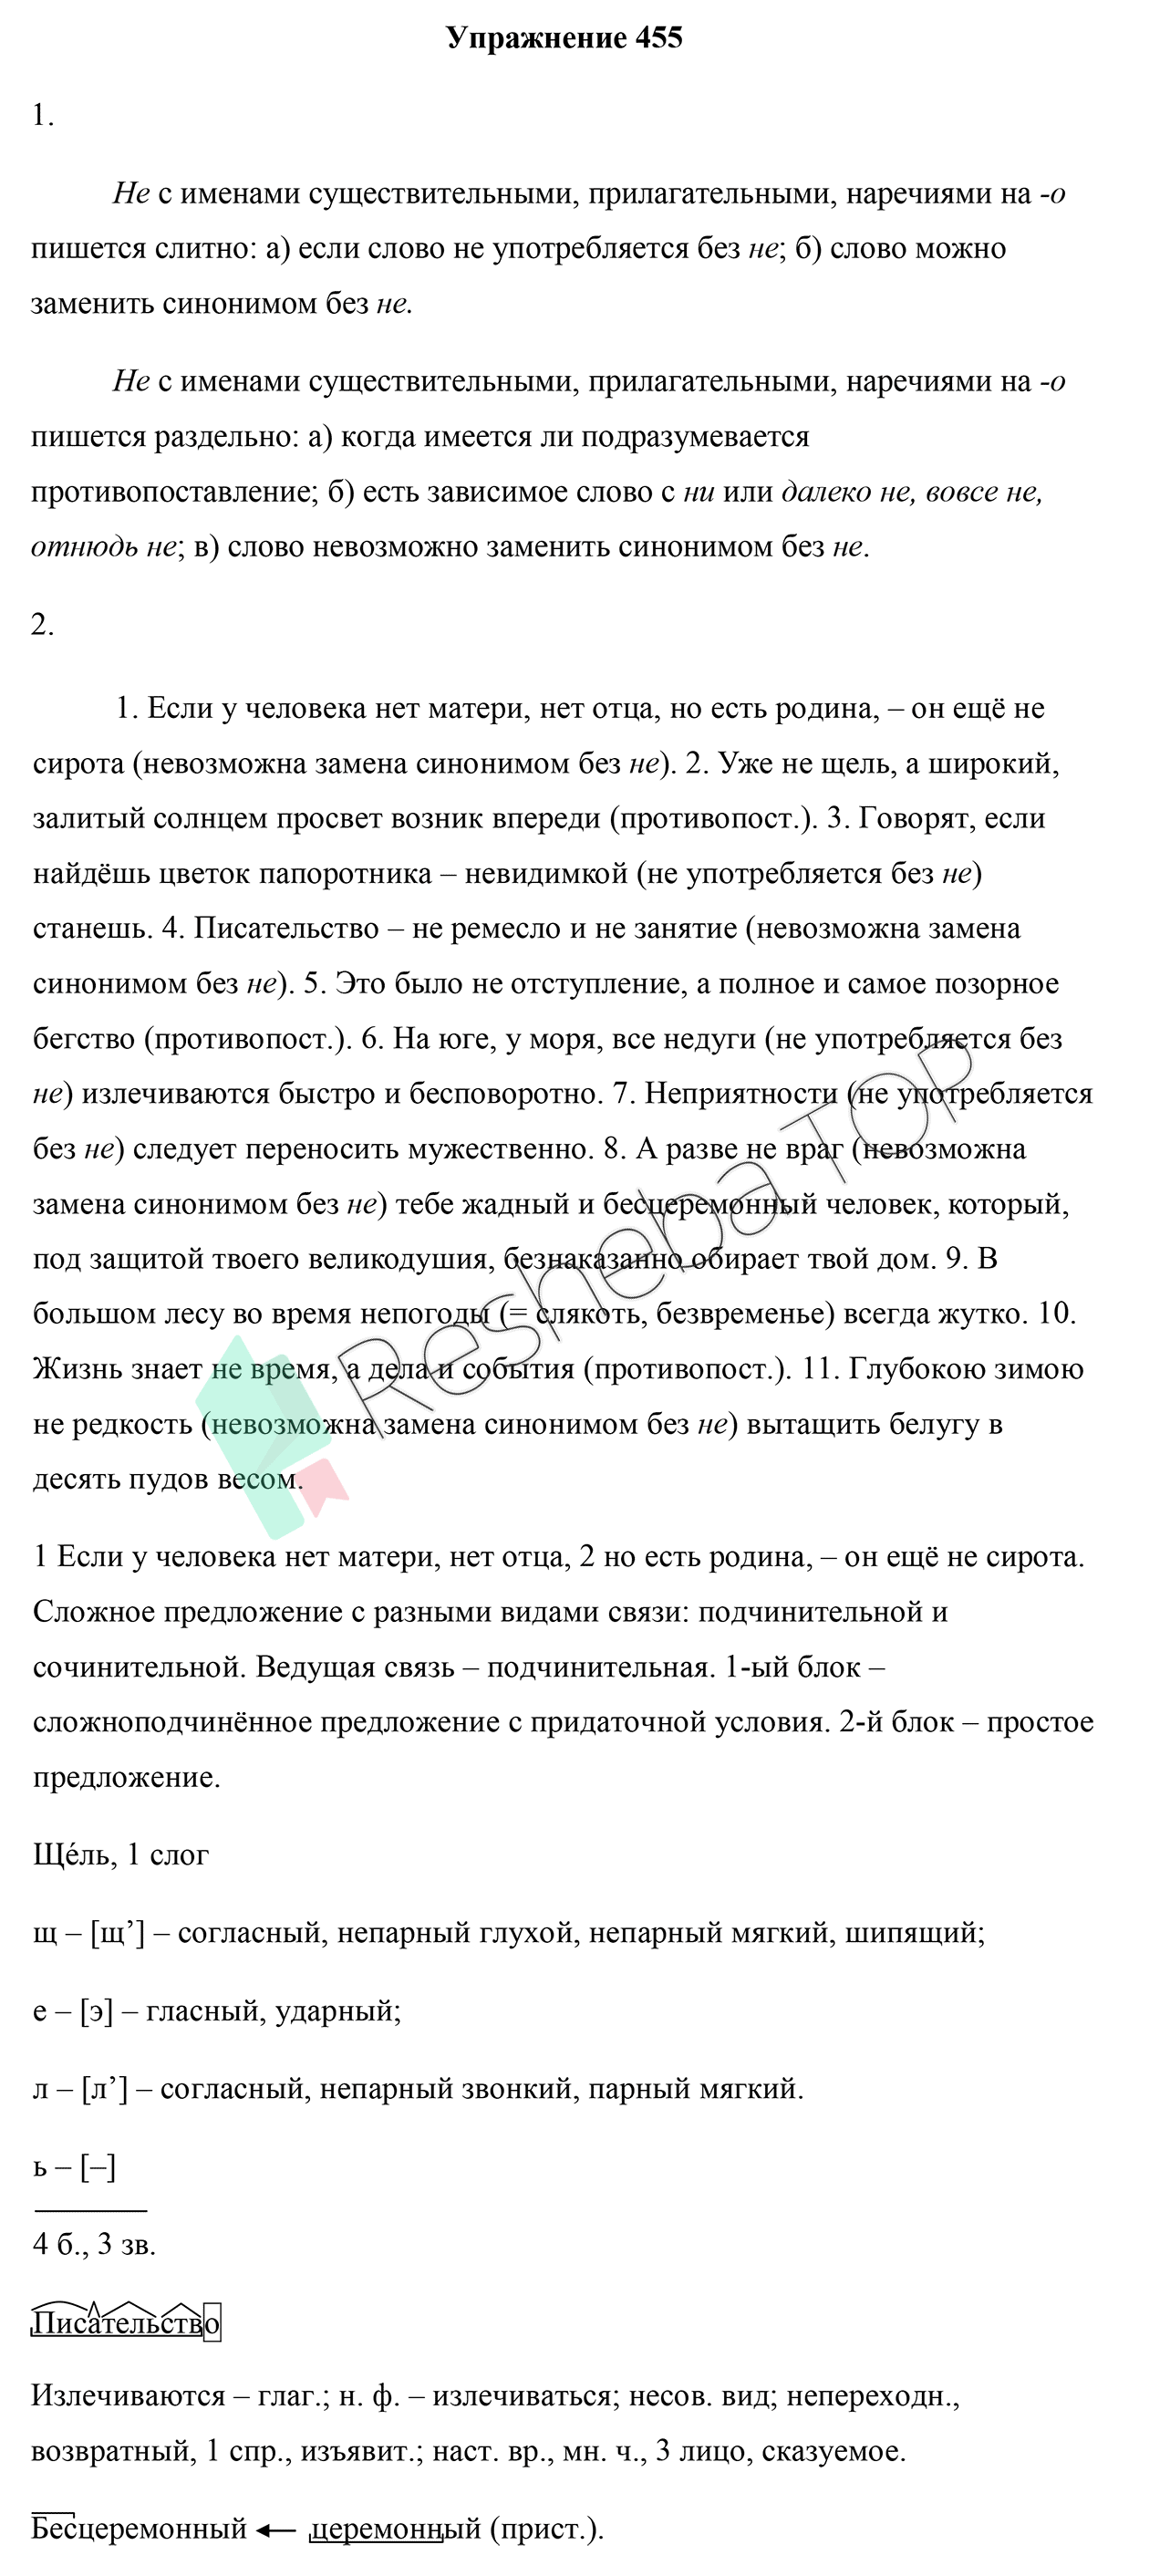 Упражнение 455
1.
Не с именами существительными, прилагательными, наречиями на -о
пишется слитно: а) если слово не употребляется без не; б) слово можно
заменить синонимом без не.
Не с именами существительными, прилагательными, наречиями на -о
пишется раздельно: а) когда имеется ли подразумевается
противопоставление; б) есть зависимое слово с ни или далеко не, вовсе не,
отнюдь не; в) слово невозможно заменить синонимом без не.
2.
1. Если у человека нет матери, нет отца, но есть родина, – он ещё не
сирота (невозможна замена синонимом без не). 2. Уже не щель, а широкий,
залитый солнцем просвет возник впереди (противопост.). 3. Говорят, если
найдёшь цветок папоротника – невидимкой (не употребляется без не)
станешь. 4. Писательство – не ремесло и не занятие (невозможна замена
синонимом без не). 5. Это было не отступление, а полное и самое позорное
бегство (противопост.). 6. На юге, у моря, все недуги (не употребляется без
не) излечиваются быстро и бесповоротно. 7. Неприятности (не употребляется
без не) следует переносить мужественно. 8. А разве не враг (невозможна
замена синонимом без не) тебе жадный и бесцеремонный человек, который,
под защитой твоего великодушия, безнаказанно обирает твой дом. 9. В
большом лесу во время непогоды (= слякоть, безвременье) всегда жутко. 10.
Жизнь знает не время, а дела и события (противопост.). 11. Глубокою зимою
не редкость (невозможна замена синонимом без не) вытащить белугу в
десять пудов весом.
Resheba TOP
1 Если у человека нет матери, нет отца, 2 но есть родина, – он ещё не сирота.
Сложное предложение с разными видами связи: подчинительной и
сочинительной. Ведущая связь – подчинительная. 1-ый блок –
сложноподчинённое предложение с придаточной условия. 2-й блок – простое
предложение.
Ще́ль, 1 слог
щ – [щ’] – согласный, непарный глухой, непарный мягкий, шипящий;
е – [э] – гласный, ударный;
л – [л’] – согласный, непарный звонкий, парный мягкий.
ь – [–]
4 б., 3 зв.
Писательство
Излечиваются – глаг.; н. ф. – излечиваться; несов. вид; непереходн.,
возвратный, 1 спр., изъявит.; наст. вр., мн. ч., 3 лицо, сказуемое.
Бесцеремонный ← церемонный (прист.).